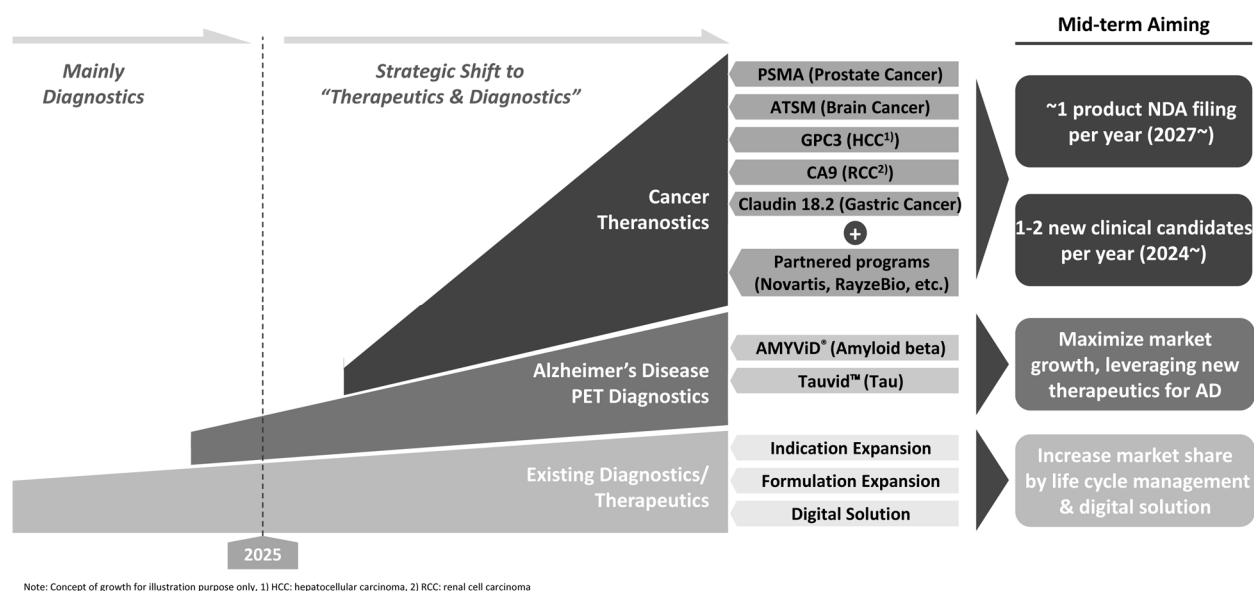 Mid-term Aiming
Mainly
Diagnostics
Strategic Shift to
“Therapeutics & Diagnostics”
Cancer
Theranostics
PSMA (Prostate Cancer)
ATSM (Brain Cancer)
GPC3 (HCC1))
CA9 (RCC2))
Claudin 18.2 (Gastric Cancer)
+
Partnered programs
(Novartis, RayzeBio, etc.)
~1 product NDA filing
per year (2027~)
1-2 new clinical candidates
per year (2024~)
Alzheimer’s Disease
PET Diagnostics
AMYViD® (Amyloid beta)
Tauvid™ (Tau)
Maximize market
growth, leveraging new
therapeutics for AD
Existing Diagnostics/
Therapeutics
Indication Expansion
Formulation Expansion
Digital Solution
Increase market share
by life cycle management
& digital solution
2025
Note: Concept of growth for illustration purpose only, 1) HCC: hepatocellular carcinoma, 2) RCC: renal cell carcinoma